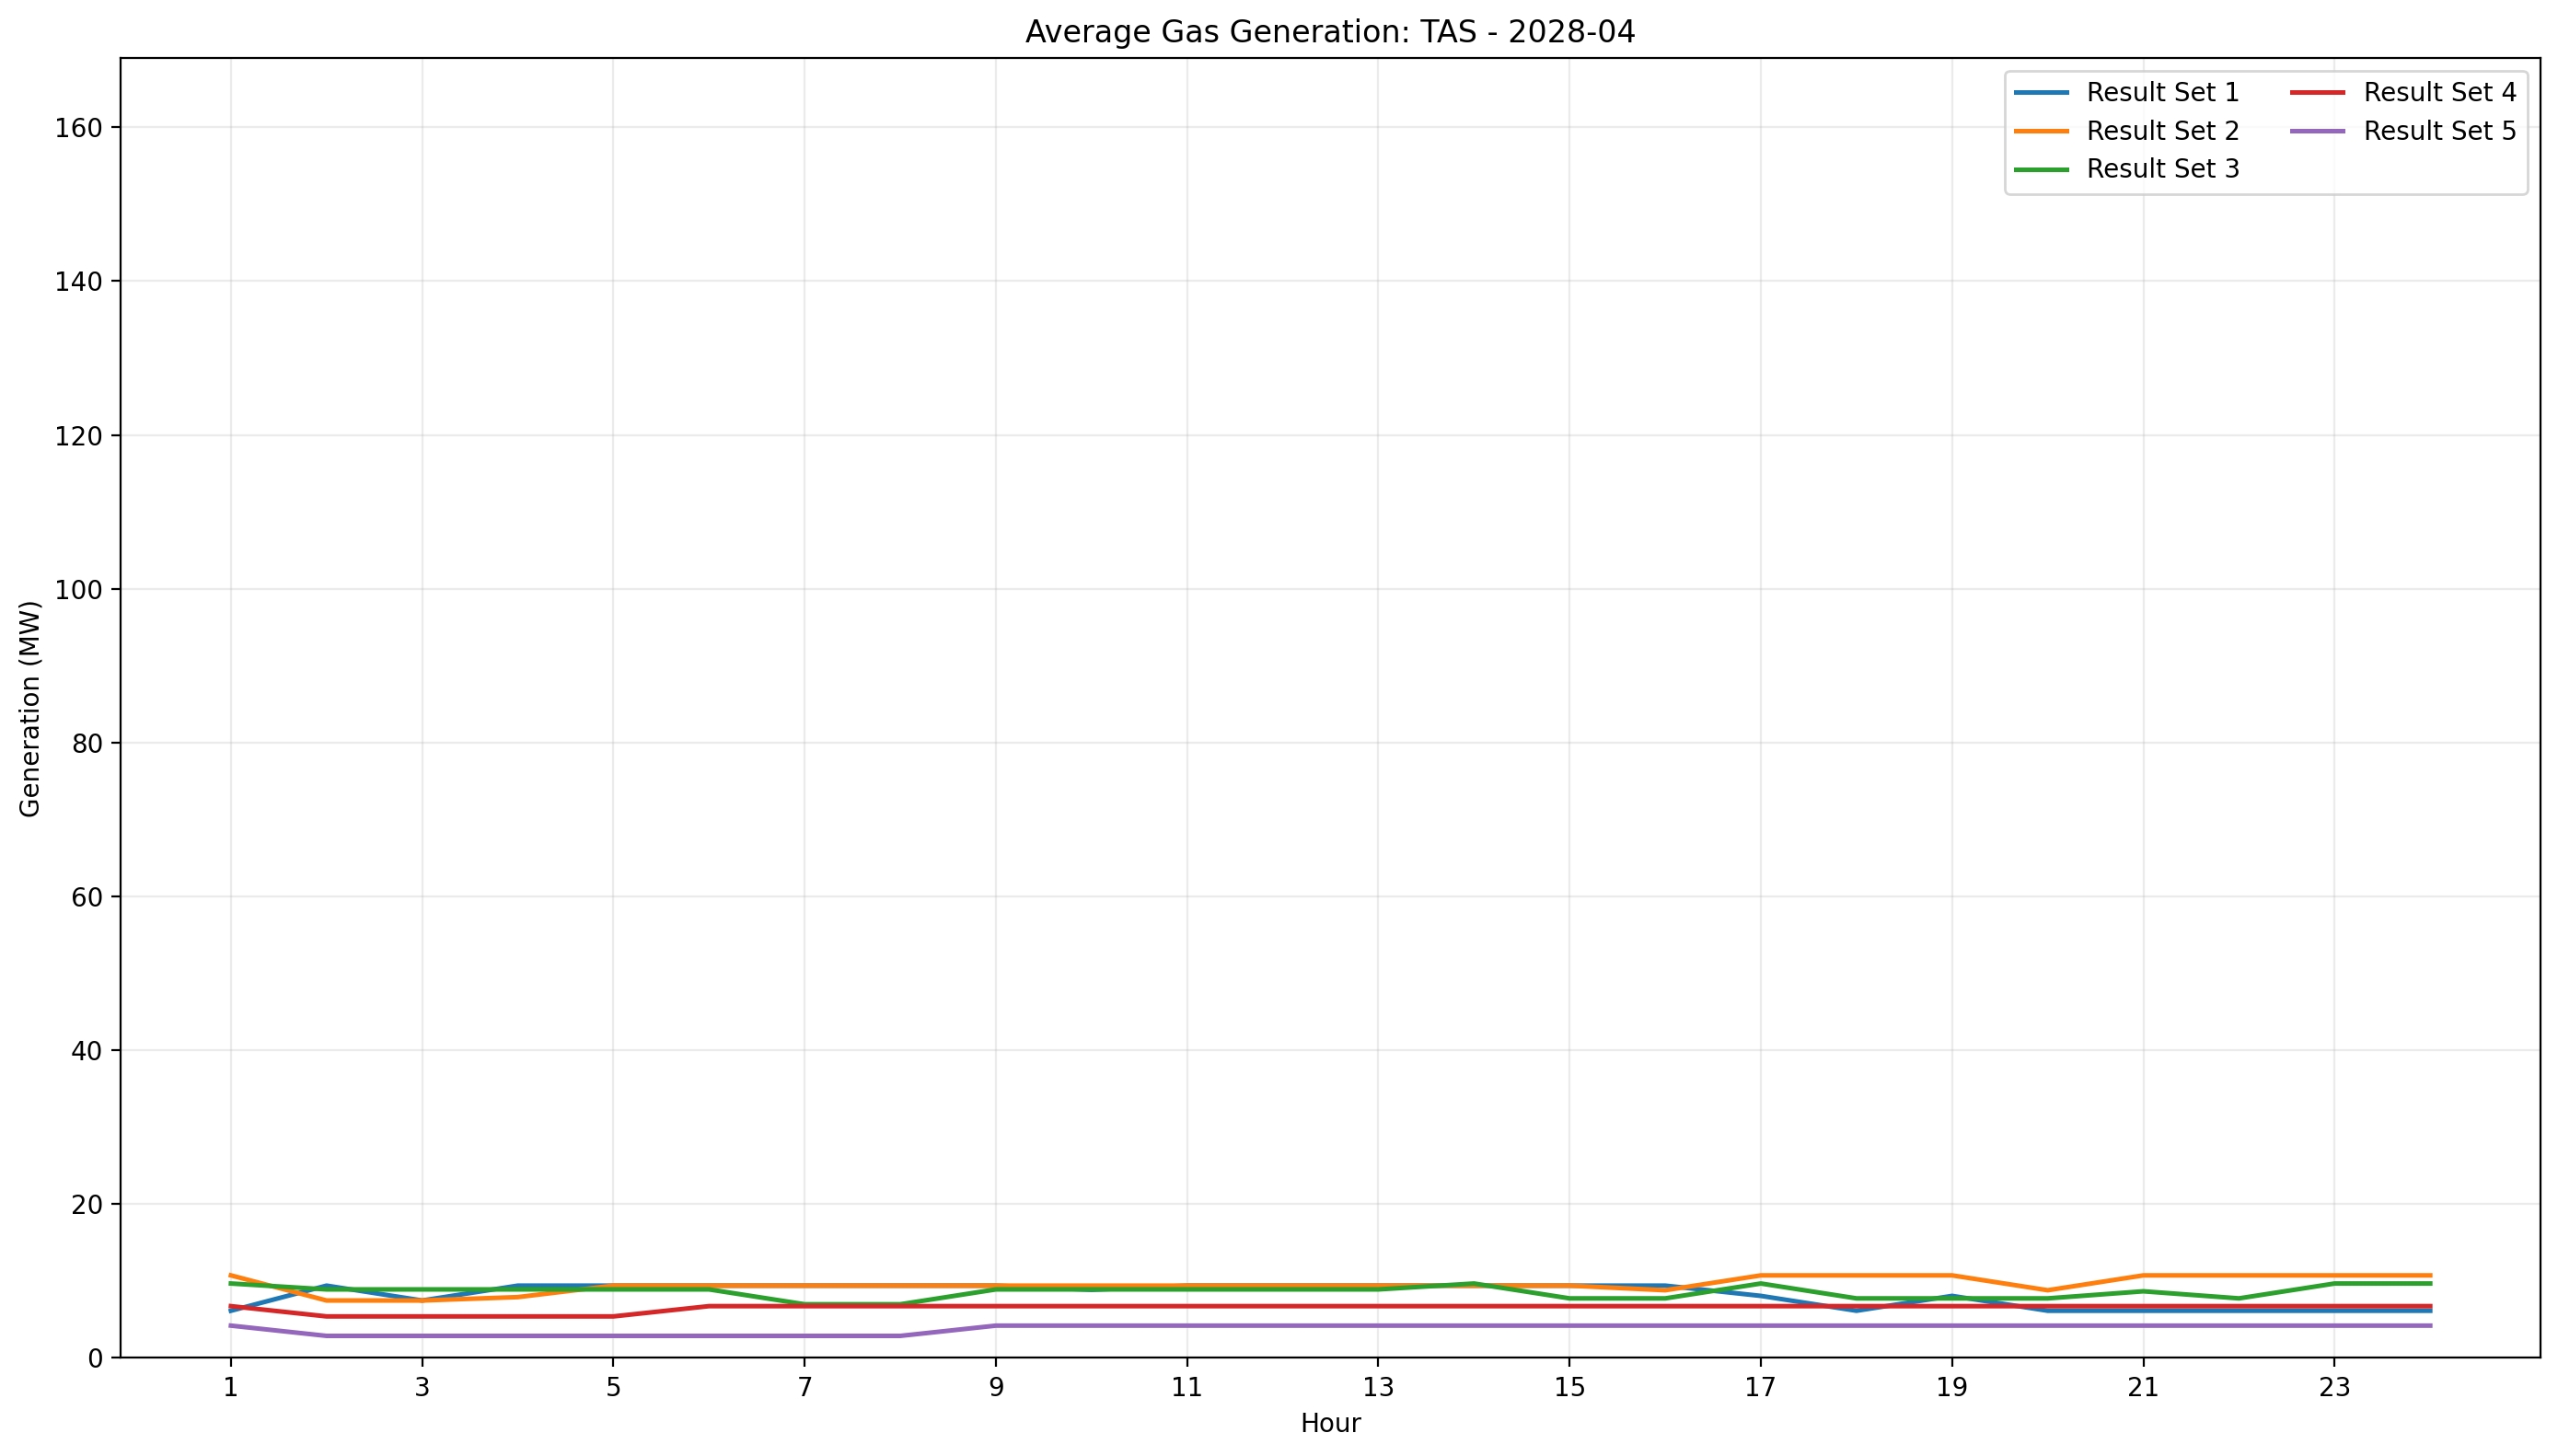 Average Gas Generation: TAS - 2028-04
Result Set 1
Result Set 2
Result Set 3
Result Set 4
Result Set 5
Generation (MW)
160
140
120
100
80
60
40
20
0
1 3 5 7 9 11 13 15 17 19 21 23
Hour